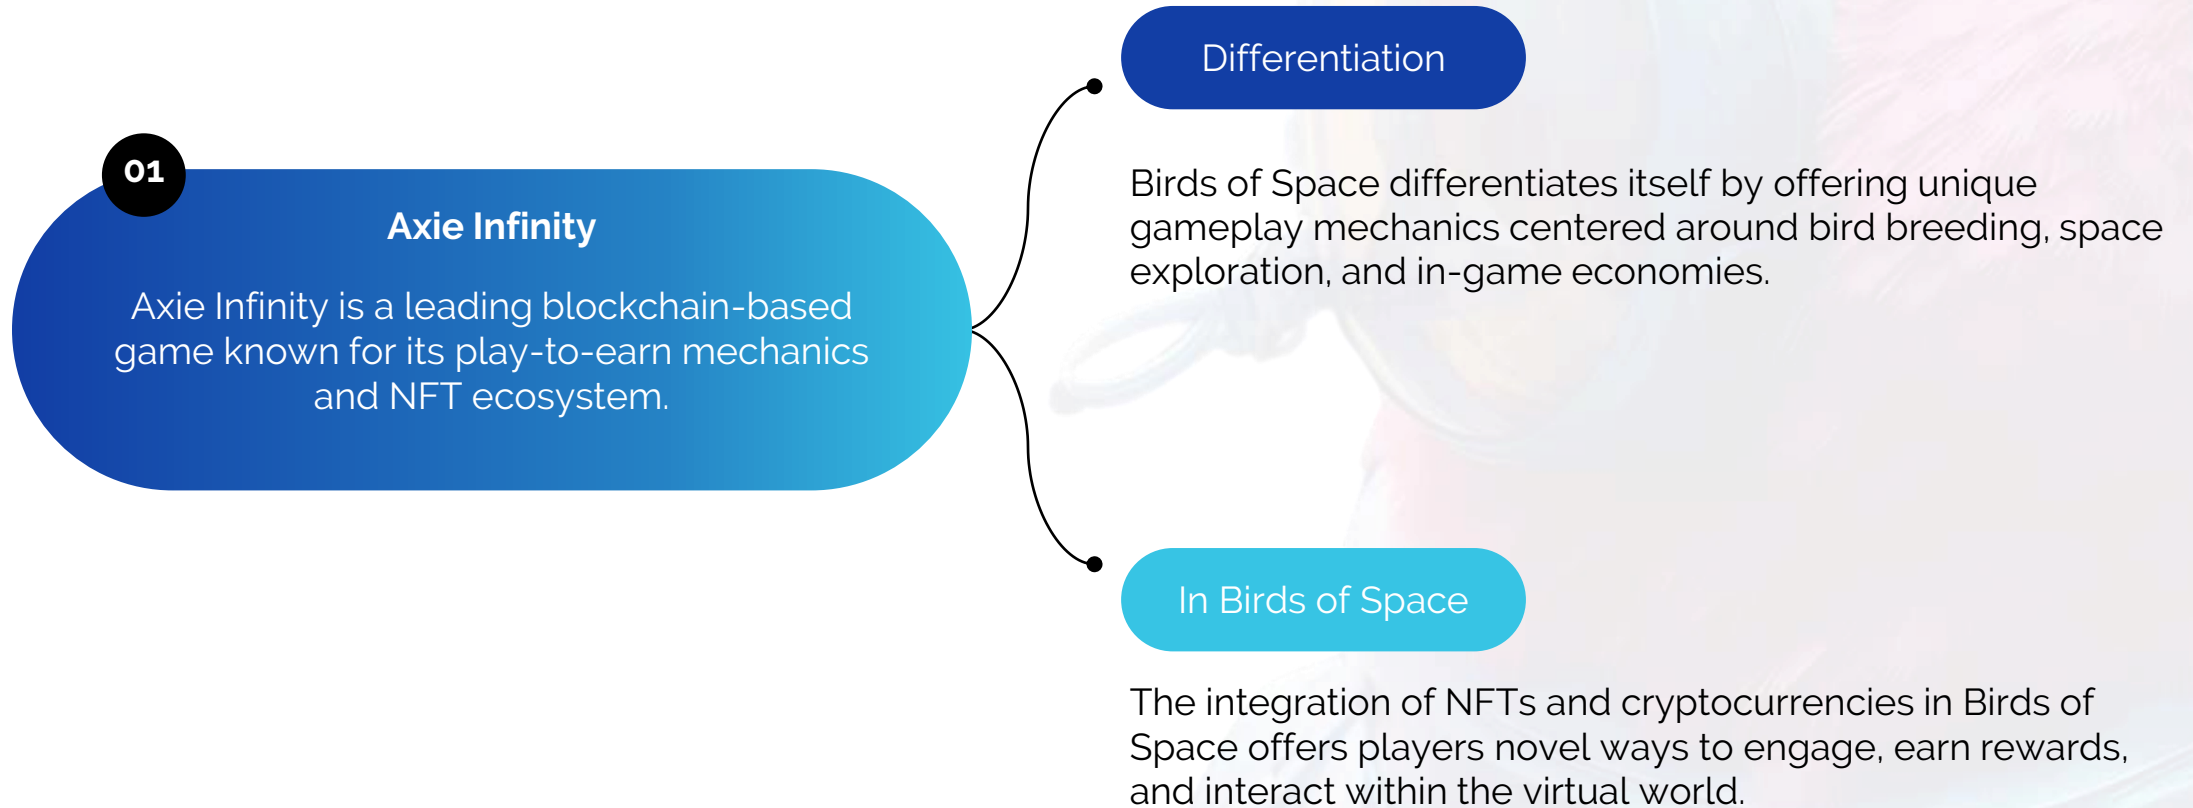 01
Axie Infinity
Axie Infinity is a leading blockchain-based
game known for its play-to-earn mechanics
and NFT ecosystem.
Differentiation
Birds of Space differentiates itself by offering unique
gameplay mechanics centered around bird breeding, space
exploration, and in-game economies.
In Birds of Space
The integration of NFTs and cryptocurrencies in Birds of
Space offers players novel ways to engage, earn rewards,
and interact within the virtual world.